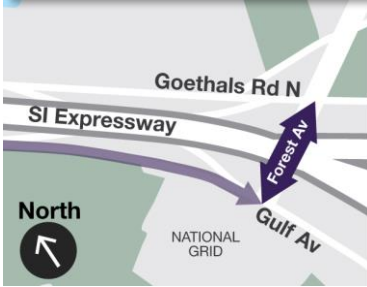 Goethals Rd N
SI Expressway
Forest Av
North
Gulf Av
NATIONAL
GRID